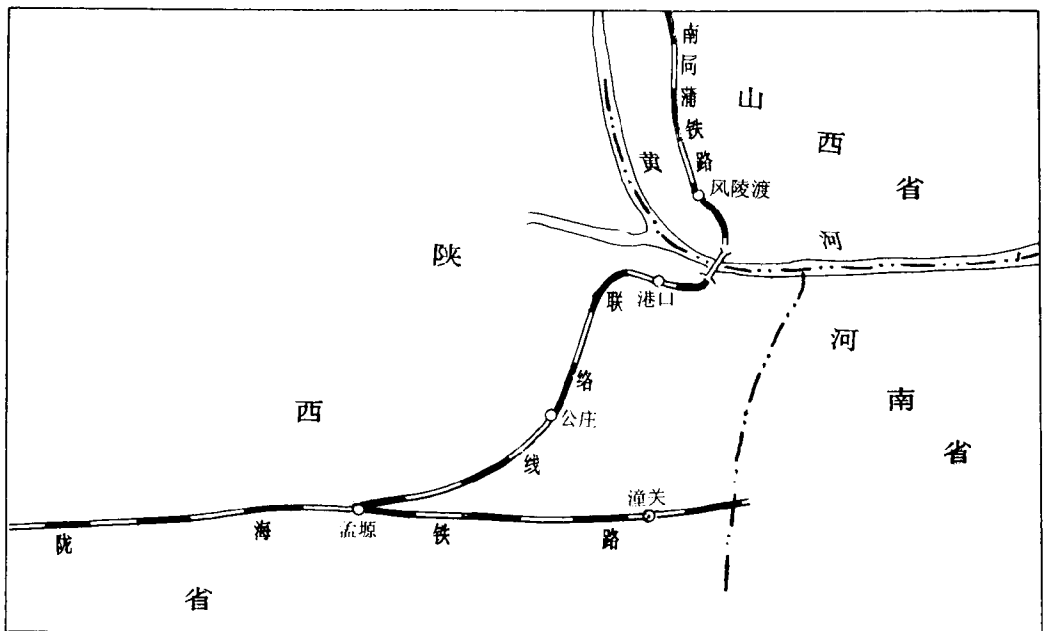 南同蒲铁路
山西省
黄河
风陵渡
陕西省
联络线
港口
河南省
公庄
潼关
孟塬
陇海铁路